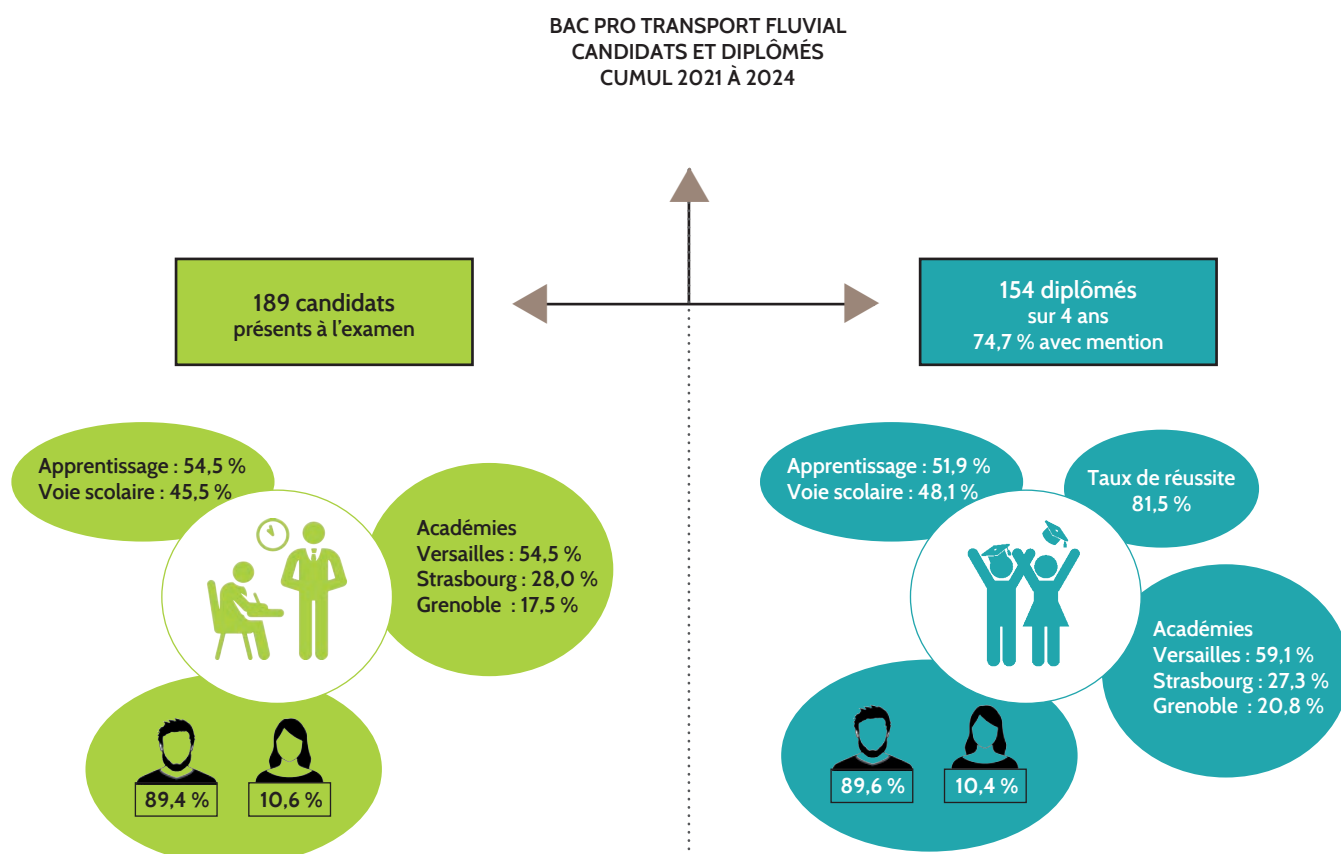 BAC PRO TRANSPORT FLUVIAL
CANDIDATS ET DIPLÔMÉS
CUMUL 2021 À 2024
189 candidats
présents à l'examen
Apprentissage : 54,5 %
Voie scolaire : 45,5 %
Académies
Versailles : 54,5 %
Strasbourg : 28,0 %
Grenoble : 17,5 %
89,4 %
10,6 %
154 diplômés
sur 4 ans
74,7 % avec mention
Apprentissage : 51,9 %
Voie scolaire : 48,1 %
Taux de réussite
81,5 %
Académies
Versailles : 59,1 %
Strasbourg : 27,3 %
Grenoble : 20,8 %
89,6 %
10,4 %